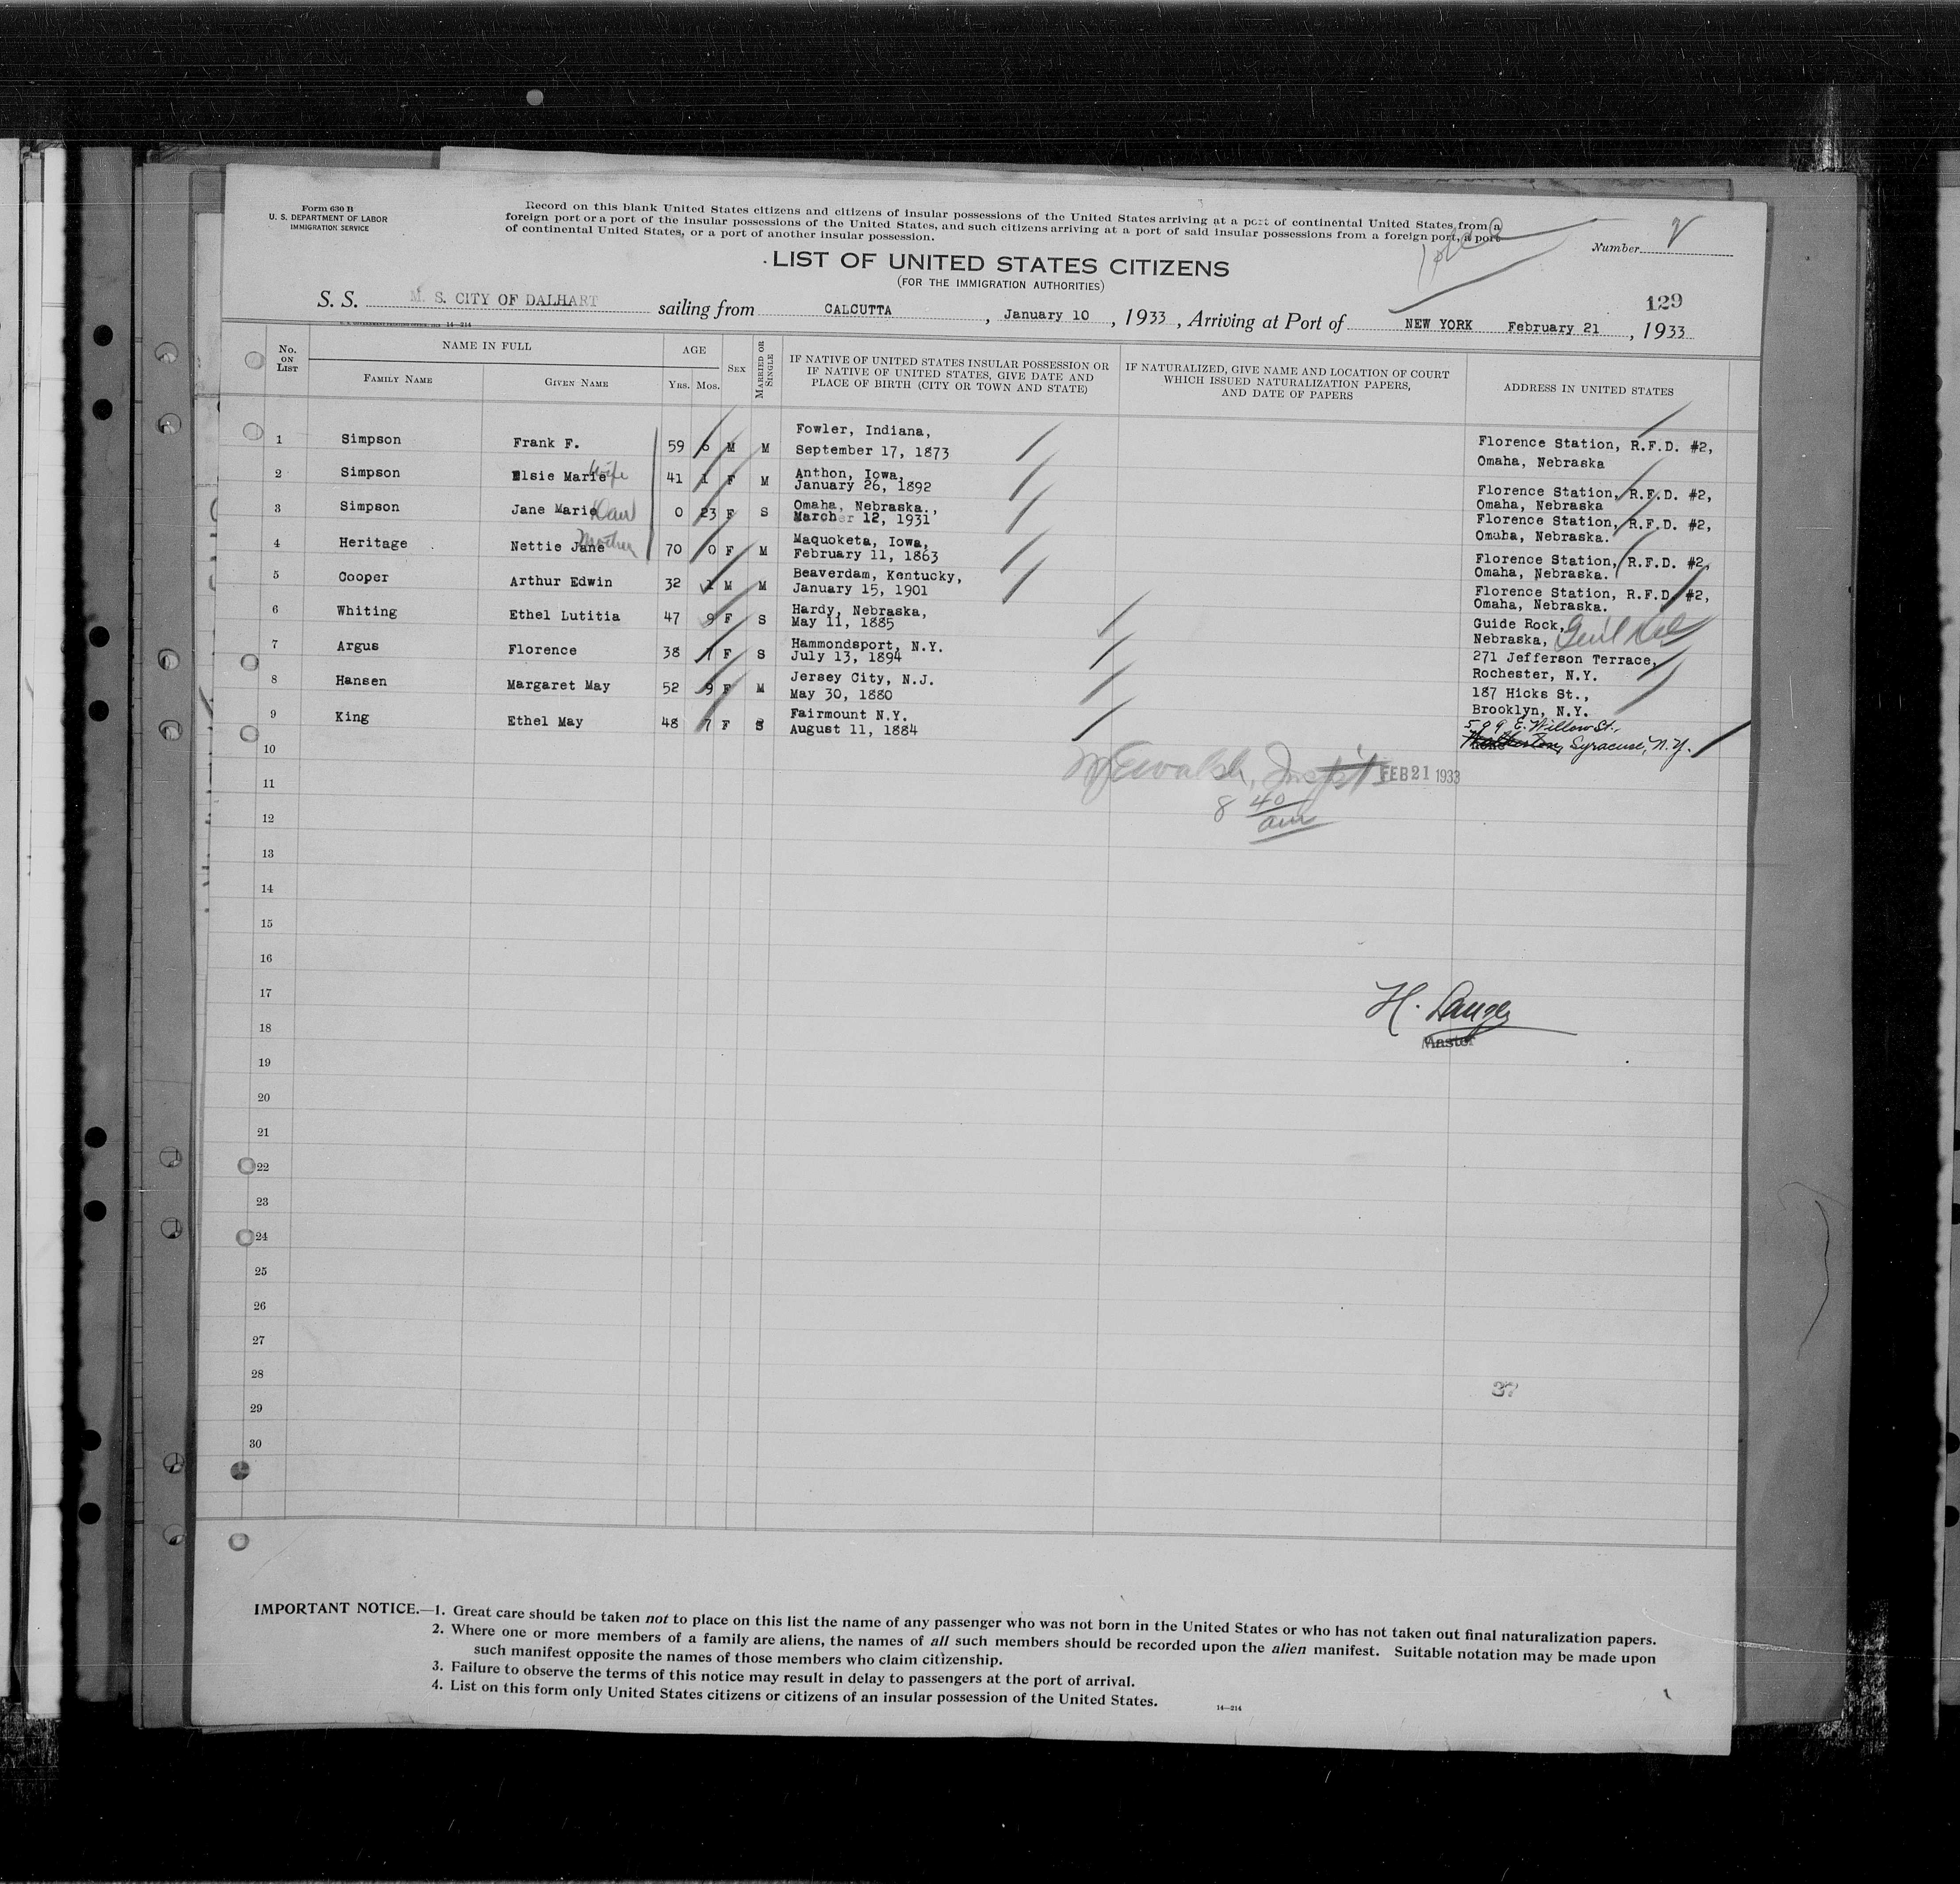 Form 630 B
U. S. DEPARTMENT OF LABOR
IMMIGRATION SERVICE
Record on this blank United States citizens and citizens of insular possessions of the United States arriving at a port of continental United States from a
foreign port or a port of the insular possessions of the United States, and such citizens arriving at a port of said insular possessions from a foreign port, a port
of continental United States, or a port of another insular possession.
Number
LIST OF UNITED STATES CITIZENS
(FOR THE IMMIGRATION AUTHORITIES)
129
S. S. M. S. CITY OF DALHART sailing from CALCUTTA, January 10, 1933, Arriving at Port of NEW YORK February 21, 1933
14—214
No. ON LIST NAME IN FULL AGE SEX MARRIED OR SINGLE IF NATIVE OF UNITED STATES INSULAR POSSESSION OR IF NATIVE OF UNITED STATES, GIVE DATE AND PLACE OF BIRTH (CITY OR TOWN AND STATE) IF NATURALIZED, GIVE NAME AND LOCATION OF COURT WHICH ISSUED NATURALIZATION PAPERS, AND DATE OF PAPERS ADDRESS IN UNITED STATES
FAMILY NAME GIVEN NAME YRS. MOS.
1 Simpson Frank F. 59 6 M M Fowler, Indiana, September 17, 1873 Florence Station, R.F.D. #2, Omaha, Nebraska
2 Simpson Elsie Marie wife 41 1 F M Anthon, Iowa, January 26, 1892 Florence Station, R.F.D. #2, Omaha, Nebraska
3 Simpson Jane Marie Dau 0 23 F S Omaha, Nebraska., March 12, 1931 Florence Station, R.F.D. #2, Omaha, Nebraska.
4 Heritage Nettie Jane Mother 70 0 F M Maquoketa, Iowa, February 11, 1863 Florence Station, R.F.D. #2, Omaha, Nebraska.
5 Cooper Arthur Edwin 32 1 M M Beaverdam, Kentucky, January 15, 1901 Florence Station, R.F.D. #2, Omaha, Nebraska.
6 Whiting Ethel Lutitia 47 9 F S Hardy, Nebraska, May 11, 1885 Guide Rock, Nebraska,
7 Argus Florence 38 7 F S Hammondsport, N.Y. July 13, 1894 271 Jefferson Terrace, Rochester, N.Y.
8 Hansen Margaret May 52 9 F M Jersey City, N.J. May 30, 1880 187 Hicks St., Brooklyn, N.Y.
9 King Ethel May 48 7 F S Fairmount N.Y. August 11, 1884 599 E. Willow St., Syracuse, N.Y.
10
FEB 21 1933
11
8 40 am
12
13
14
15
16
17
H. Lange
18
Master
19
20
21
22
23
24
25
26
27
28
37
29
30
IMPORTANT NOTICE.—1. Great care should be taken not to place on this list the name of any passenger who was not born in the United States or who has not taken out final naturalization papers.
2. Where one or more members of a family are aliens, the names of all such members should be recorded upon the alien manifest. Suitable notation may be made upon
such manifest opposite the names of those members who claim citizenship.
3. Failure to observe the terms of this notice may result in delay to passengers at the port of arrival.
4. List on this form only United States citizens or citizens of an insular possession of the United States.
14—214